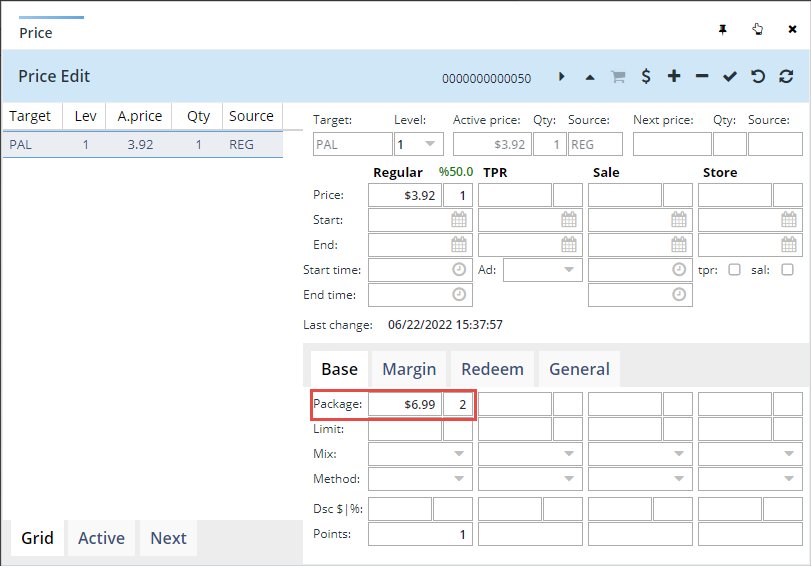 Price
Price Edit 0000000000050
Target Lev A.price Qty Source
PAL 1 3.92 1 REG
Target: Level: Active price: Qty: Source: Next price: Qty: Source:
PAL 1 $3.92 1 REG
Regular %50.0 TPR Sale Store
Price: $3.92 1
Start:
End:
Start time: Ad: tpr: sal:
End time:
Last change: 06/22/2022 15:37:57
Base Margin Redeem General
Package: $6.99 2
Limit:
Mix:
Method:
Dsc $|%:
Points: 1
Grid Active Next